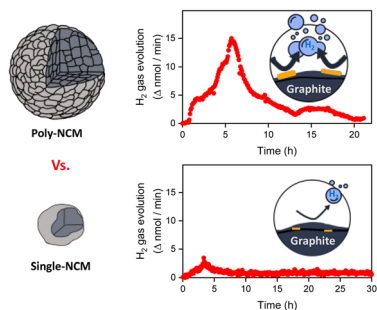 Poly-NCM
Vs.
Single-NCM
H2 gas evolution
(Δ nmol / min)
15
10
5
0
0 5 10 15 20
Time (h)
H2
Graphite
H2 gas evolution
(Δ nmol / min)
15
10
5
0
0 5 10 15 20 25 30
Time (h)
H2
Graphite